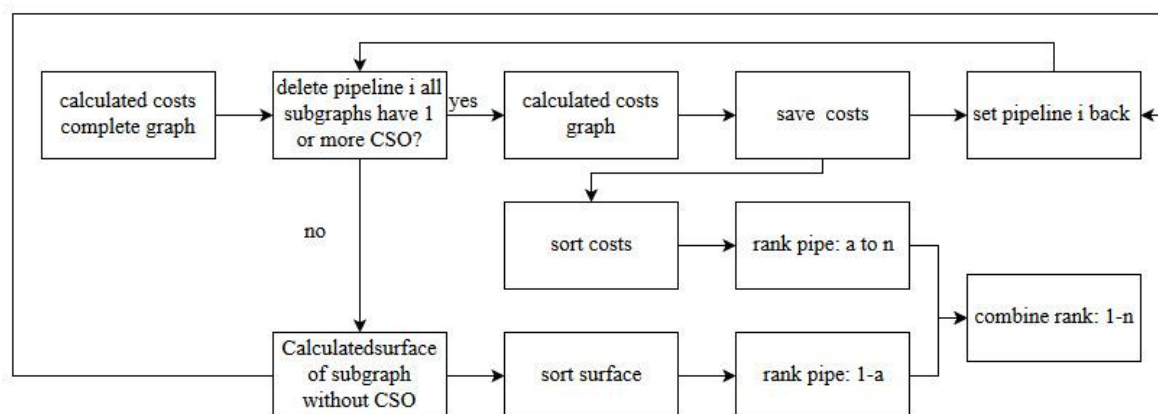 calculated costs
complete graph
delete pipeline i all
subgraphs have 1
or more CSO?
yes
calculated costs
graph
save costs
set pipeline i back
no
sort costs
rank pipe: a to n
combine rank: 1-n
Calculatedsurface
of subgraph
without CSO
sort surface
rank pipe: 1-a